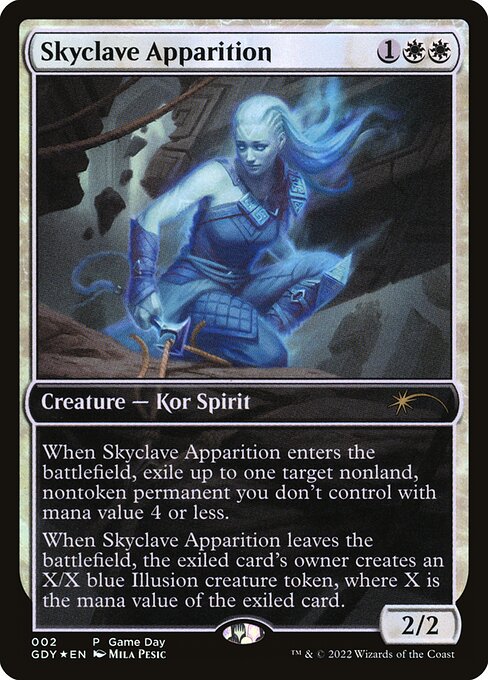 Skyclave Apparition 1
Creature — Kor Spirit
When Skyclave Apparition enters the
battlefield, exile up to one target nonland,
nontoken permanent you don't control with
mana value 4 or less.
When Skyclave Apparition leaves the
battlefield, the exiled card's owner creates an
X/X blue Illusion creature token, where X is
the mana value of the exiled card.
2/2
002 P Game Day
GDY ★ EN Mila Pesic
™ & © 2022 Wizards of the Coast